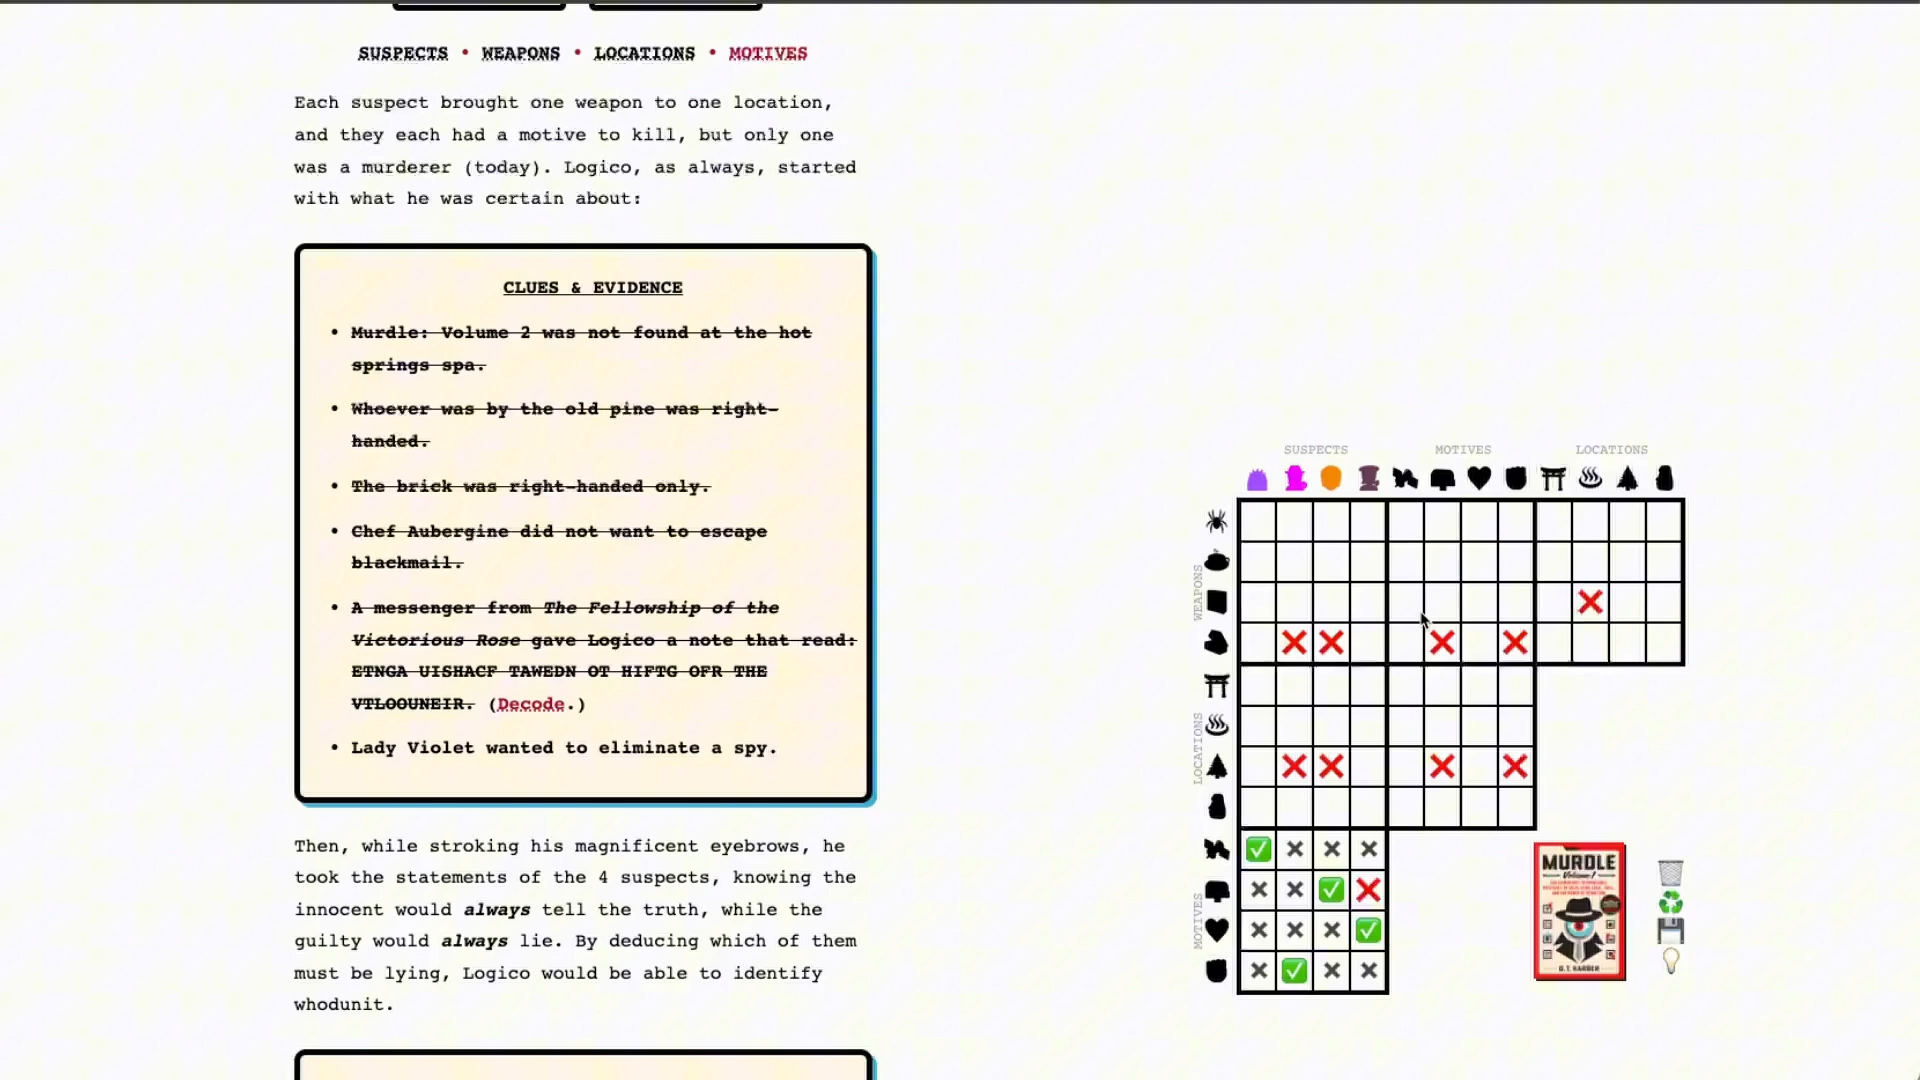 SUSPECTS • WEAPONS • LOCATIONS • MOTIVES
Each suspect brought one weapon to one location,
and they each had a motive to kill, but only one
was a murderer (today). Logico, as always, started
with what he was certain about:
CLUES & EVIDENCE
• Murdle: Volume 2 was not found at the hot
springs spa.
• Whoever was by the old pine was right-
handed.
• The brick was right-handed only.
• Chef Aubergine did not want to escape
blackmail.
• A messenger from The Fellowship of the
Victorious Rose gave Logico a note that read:
ETNGA UISHACF TAWEDN OT HIFTG OFR THE
VTLOOUNEIR. (Decode.)
• Lady Violet wanted to eliminate a spy.
Then, while stroking his magnificent eyebrows, he
took the statements of the 4 suspects, knowing the
innocent would always tell the truth, while the
guilty would always lie. By deducing which of them
must be lying, Logico would be able to identify
whodunit.
SUSPECTS MOTIVES LOCATIONS
WEAPONS
LOCATIONS
MOTIVES
MURDLE
Volume 1
G.T. KARBER